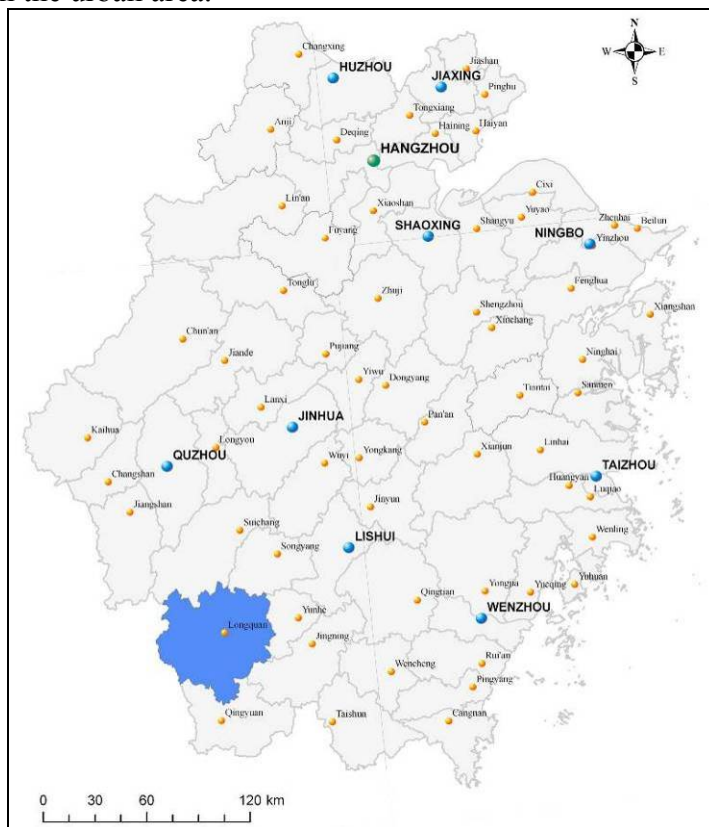 in the urban area.
Changxing
HUZHOU
Jiashan
JIAXING
Pinghu
Tongxiang
Anji
Deqing
Haining
Haiyan
HANGZHOU
N
W E
S
Lin'an
Xiaoshan
Cixi
Fuyang
SHAOXING
Shangyu
Yuyao
Zhenhai
Beilun
NINGBO
Yinzhou
Tonglu
Zhuji
Fenghua
Shengzhou
Xinchang
Xiangshan
Chun'an
Jiande
Pujiang
Ninghai
Yiwu
Dongyang
Tiantai
Sanmen
Lanxi
JINHUA
Pan'an
Kaihua
QUZHOU
Longyou
Wuyi
Yongkang
Xianjun
Linhai
TAIZHOU
Changshan
Huangyan
Luqiao
Jiangshan
Jinyun
Suichang
Songyang
LISHUI
Wenling
Qingtian
Yongjia
Yueqing
Yuhuan
WENZHOU
Longquan
Yunhe
Jingning
Wencheng
Rui'an
Pingyang
Qingyuan
Taishun
Cangnan
0 30 60 120 km